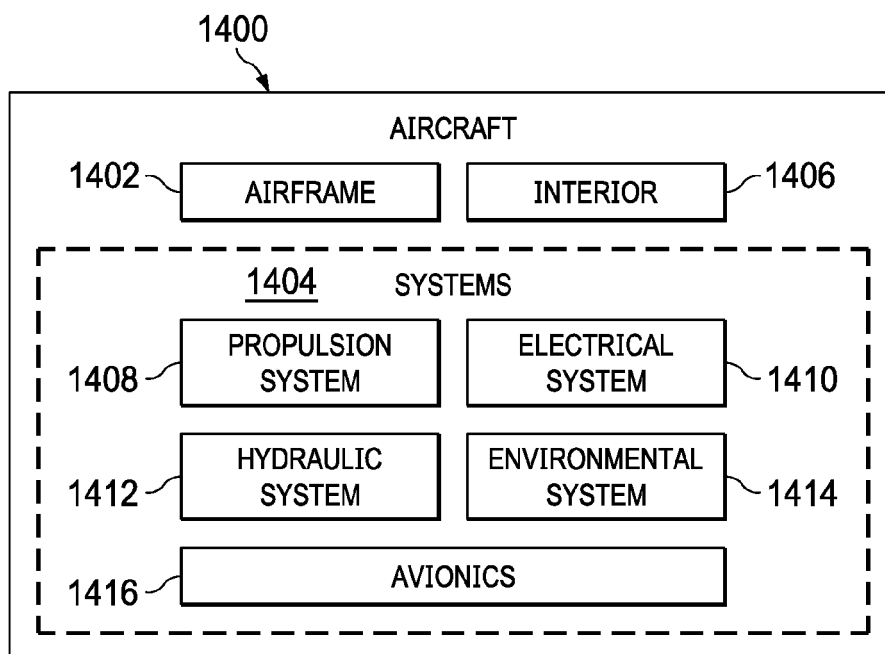 1400
AIRCRAFT
1402
AIRFRAME
INTERIOR
1406
1404
SYSTEMS
1408
PROPULSION
SYSTEM
ELECTRICAL
SYSTEM
1410
1412
HYDRAULIC
SYSTEM
ENVIRONMENTAL
SYSTEM
1414
1416
AVIONICS